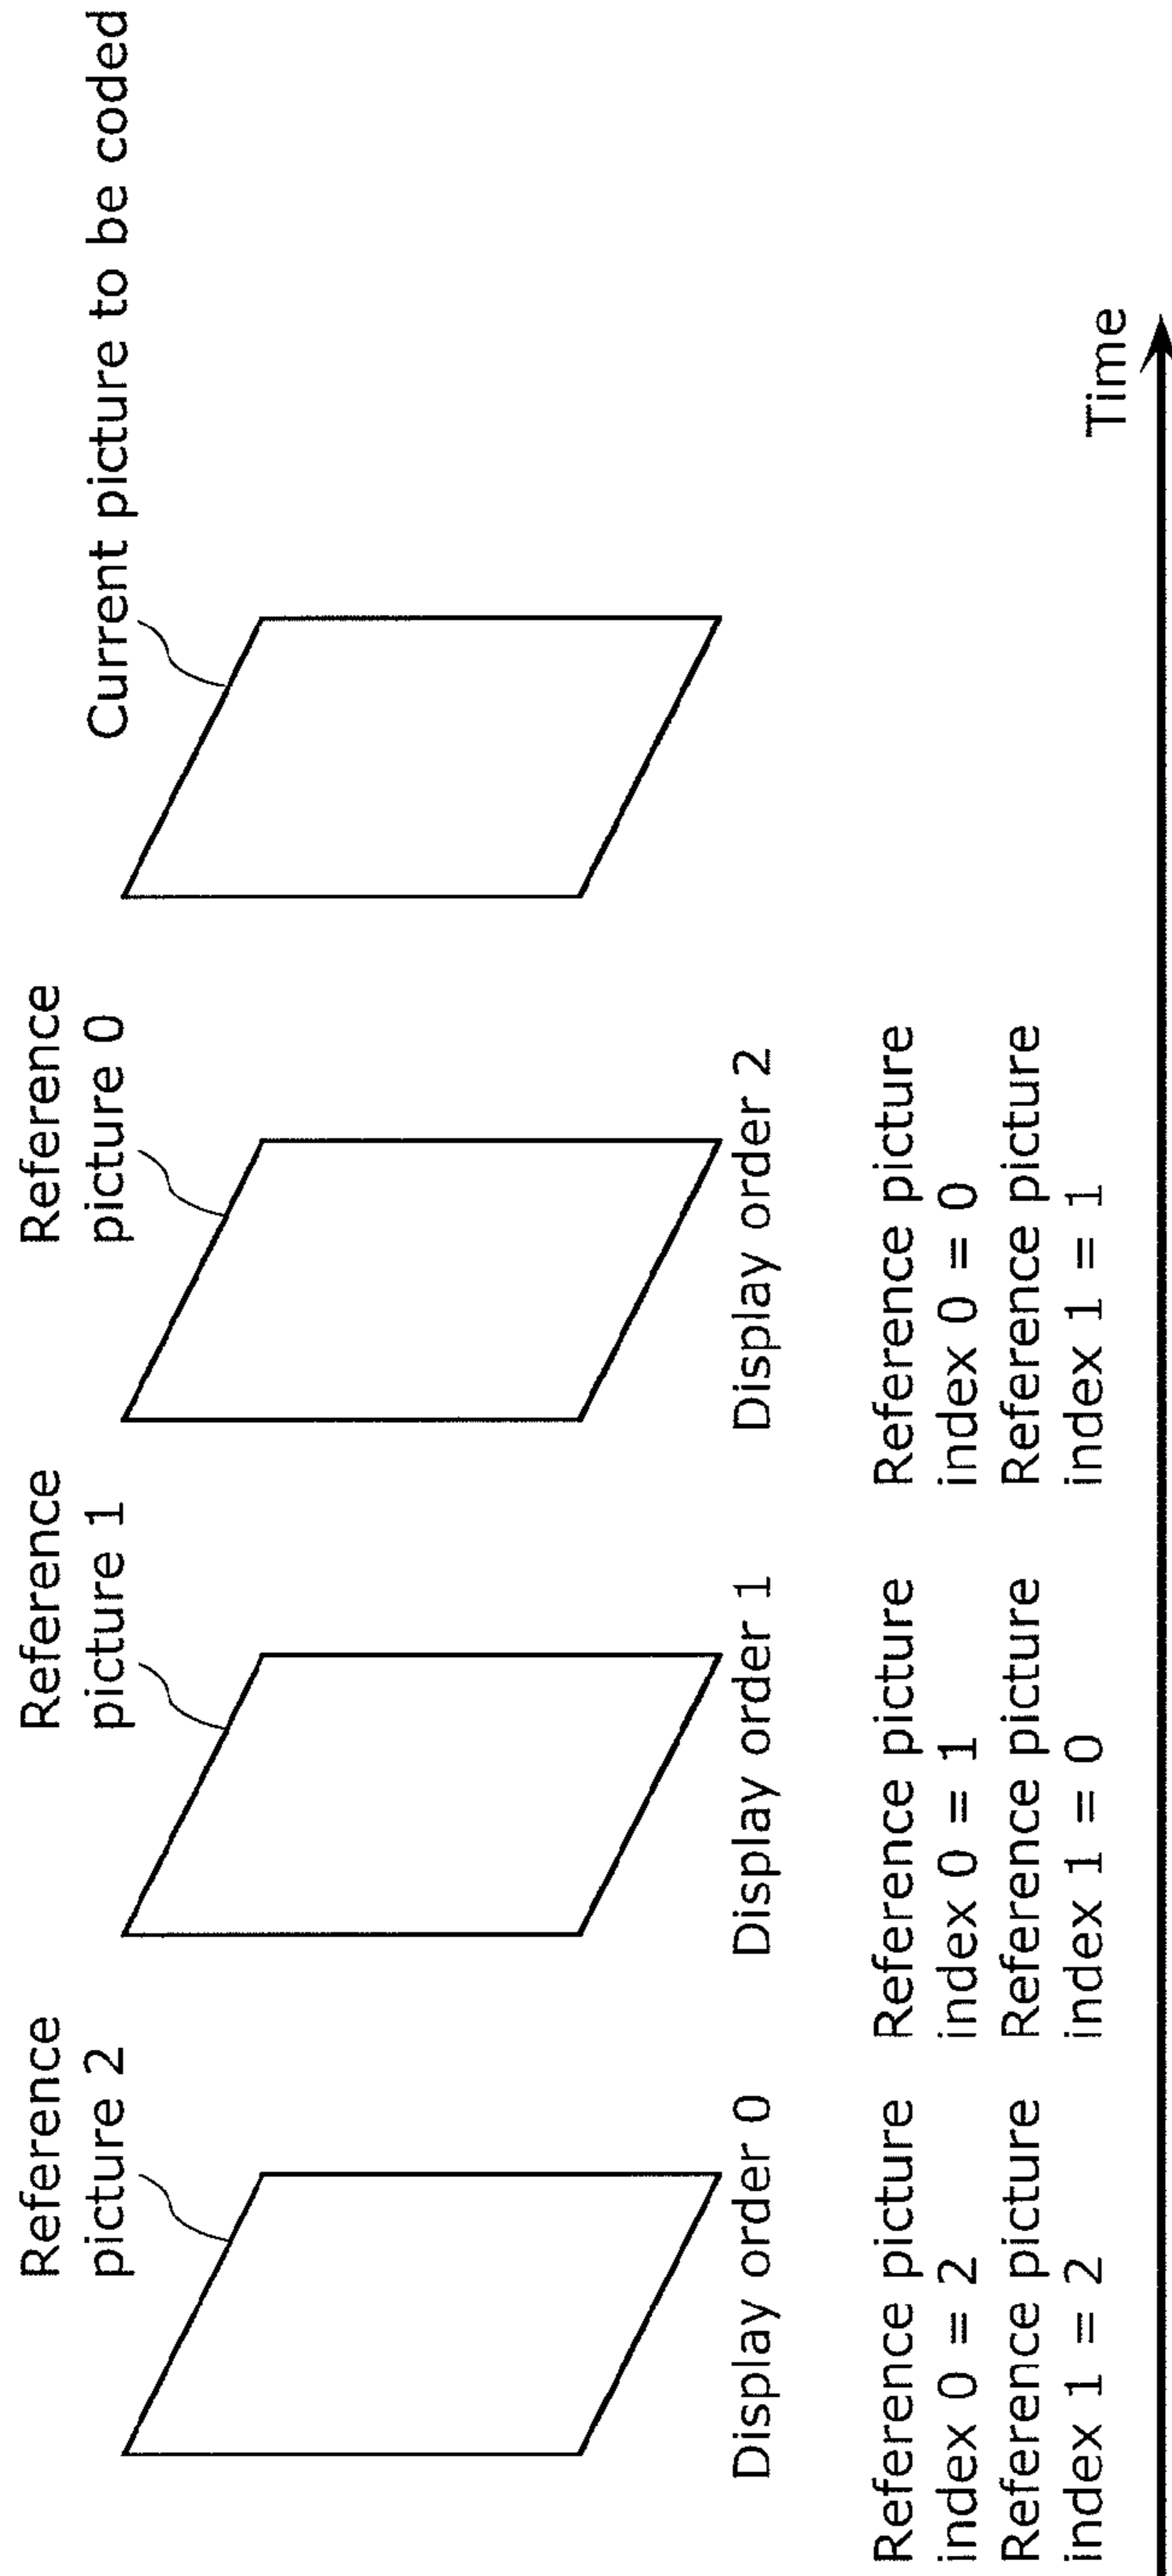 Reference
picture 2
Reference
picture 1
Reference
picture 0
Current picture to be coded
Display order 0
Display order 1
Display order 2
Reference picture
index 0 = 2
Reference picture
index 1 = 2
Reference picture
index 0 = 1
Reference picture
index 1 = 0
Reference picture
index 0 = 0
Reference picture
index 1 = 1
Time